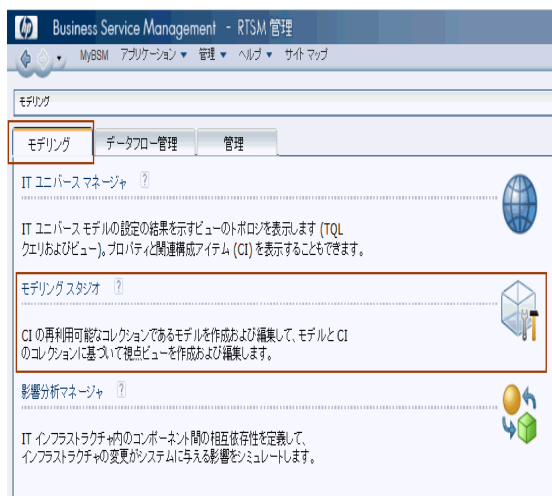 hp Business Service Management - RTSM 管理
MyBSM アプリケーション ▼ 管理 ▼ ヘルプ ▼ サイト マップ
モデリング
モデリング データフロー管理 管理
IT ユニバース マネージャ ?
IT ユニバース モデルの設定の結果を示すビューのトポロジを表示します (TQL
クエリおよびビュー)。プロパティと関連構成アイテム (CI) を表示することもできます。
モデリング スタジオ ?
CI の再利用可能なコレクションであるモデルを作成および編集して、モデルと CI
のコレクションに基づいて視点ビューを作成および編集します。
影響分析マネージャ ?
IT インフラストラクチャ内のコンポーネント間の相互依存性を定義して、
インフラストラクチャの変更がシステムに与える影響をシミュレートします。